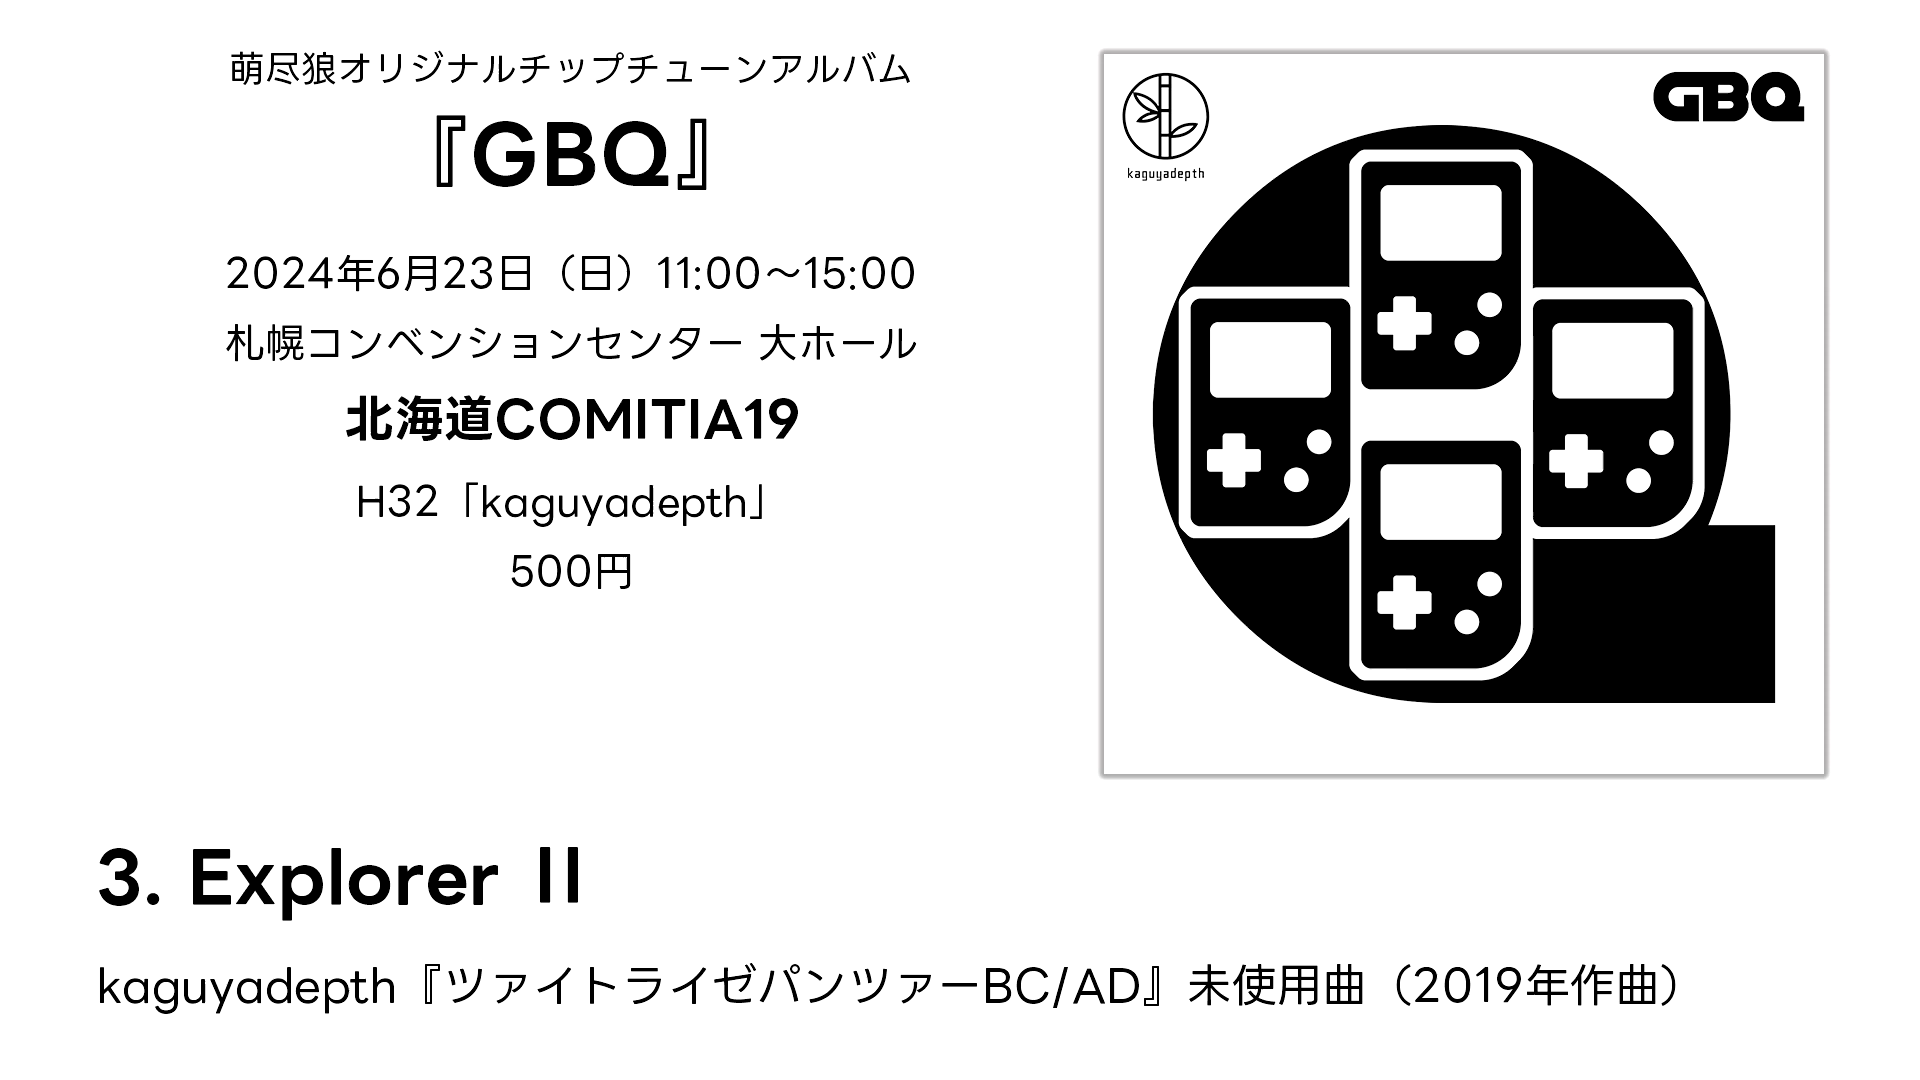 萌尽狼オリジナルチップチューンアルバム
『GBQ』
2024年6月23日（日）11:00～15:00
札幌コンベンションセンター 大ホール
北海道COMITIA19
H32「kaguyadepth」
500円
kaguyadepth
GBQ
3. Explorer II
kaguyadepth『ツァイトライゼパンツァーBC/AD』未使用曲（2019年作曲）